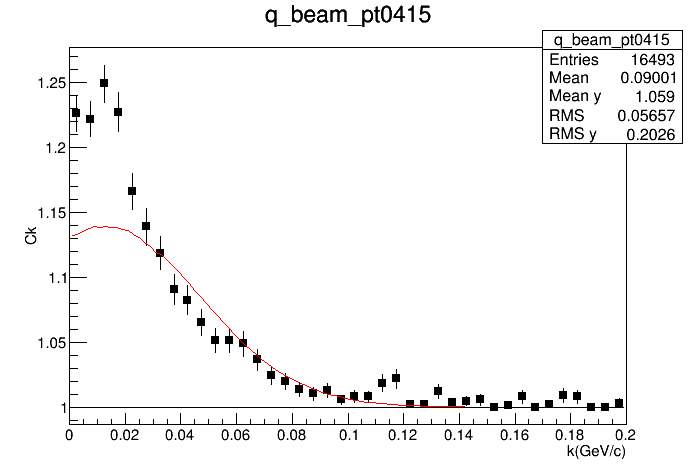 q_beam_pt0415
q_beam_pt0415
Entries 16493
Mean 0.09001
Mean y 1.059
RMS 0.05657
RMS y 0.2026
Ck
1.25
1.2
1.15
1.1
1.05
1
0 0.02 0.04 0.06 0.08 0.1 0.12 0.14 0.16 0.18 0.2
k(GeV/c)